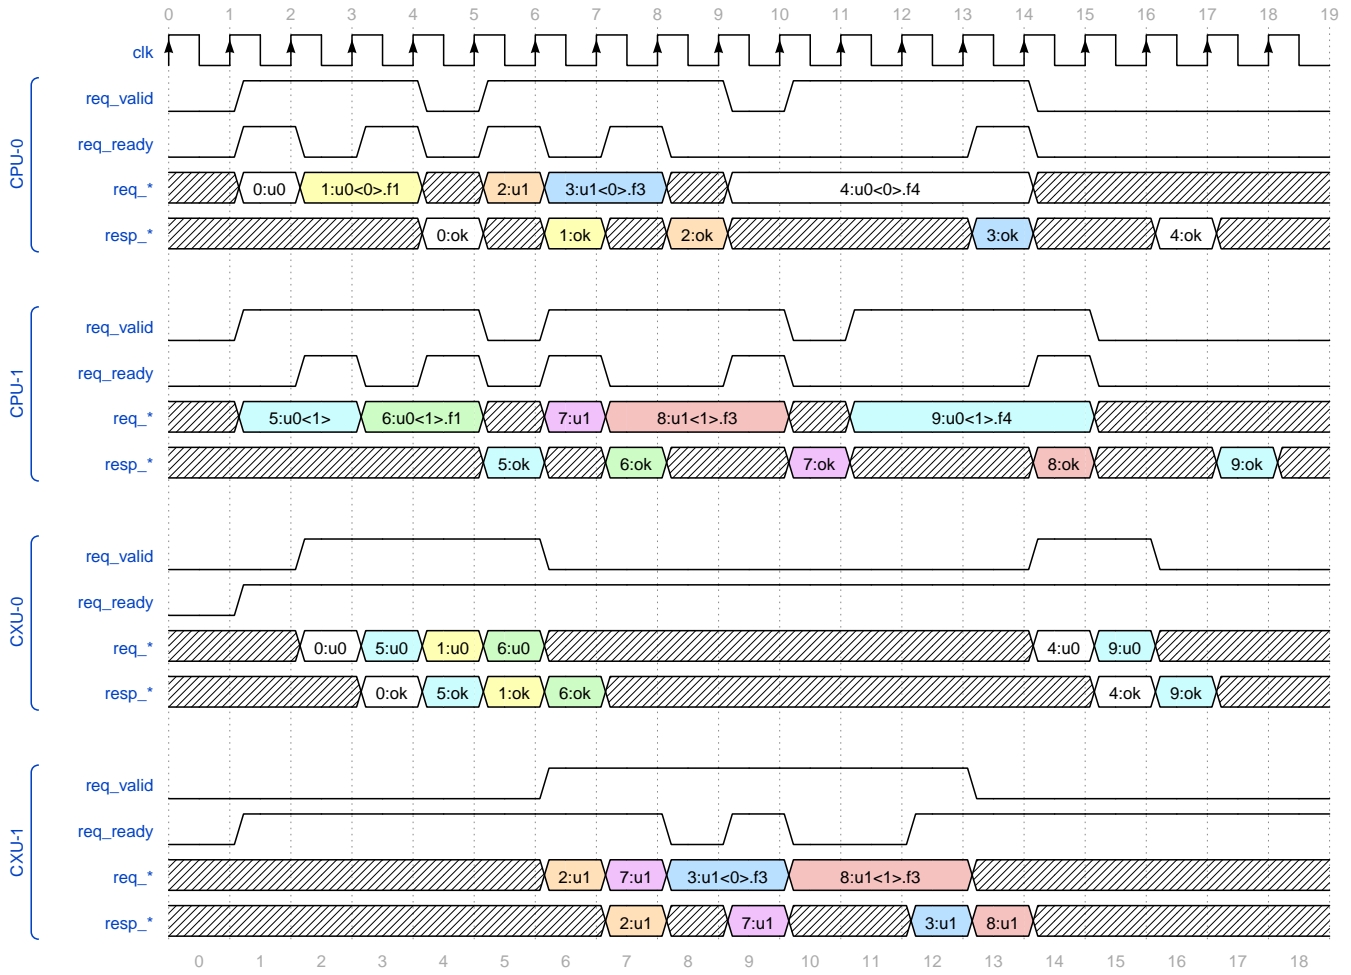 0 1 2 3 4 5 6 7 8 9 10 11 12 13 14 15 16 17 18 19
clk
CPU-0
req_valid
req_ready
req_* 0:u0 1:u0<0>.f1 2:u1 3:u1<0>.f3 4:u0<0>.f4
resp_* 0:ok 1:ok 2:ok 3:ok 4:ok
CPU-1
req_valid
req_ready
req_* 5:u0<1> 6:u0<1>.f1 7:u1 8:u1<1>.f3 9:u0<1>.f4
resp_* 5:ok 6:ok 7:ok 8:ok 9:ok
CXU-0
req_valid
req_ready
req_* 0:u0 5:u0 1:u0 6:u0 4:u0 9:u0
resp_* 0:ok 5:ok 1:ok 6:ok 4:ok 9:ok
CXU-1
req_valid
req_ready
req_* 2:u1 7:u1 3:u1<0>.f3 8:u1<1>.f3
resp_* 2:u1 7:u1 3:u1 8:u1
0 1 2 3 4 5 6 7 8 9 10 11 12 13 14 15 16 17 18